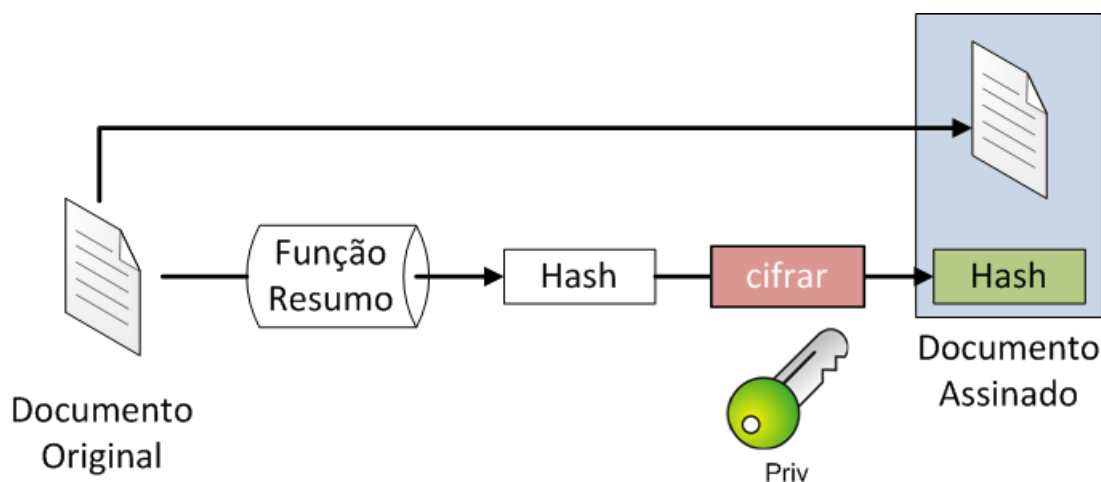 Função
Resumo
Hash
cifrar
Hash
Documento
Assinado
Documento
Original
Priv